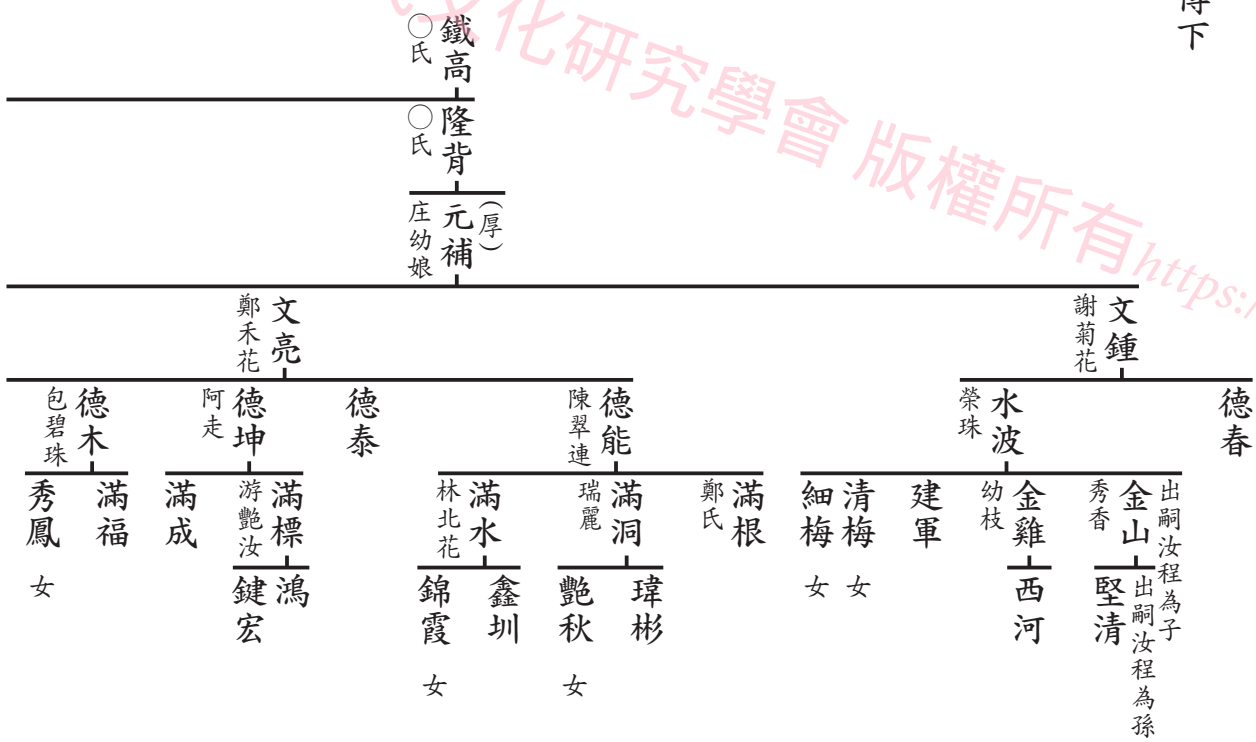 傳下
鐵高
○氏
隆背
○氏
(厚)
元補
庄幼娘
文鍾
謝菊花
文亮
鄭禾花
德春
水波
榮珠
德能
陳翠連
德泰
德坤
阿走
德木
包碧珠
出嗣汝程為子
金山
秀香
金雞
幼枝
建軍
清梅 女
細梅 女
滿根
鄭氏
滿洞
瑞麗
滿水
林北花
滿標
游艷汝
滿成
滿福
秀鳳 女
出嗣汝程為孫
堅清
西河
瑋彬
艷秋 女
鑫圳
錦霞 女
鴻
鍵宏
文化研究學會 版權所有 https:/